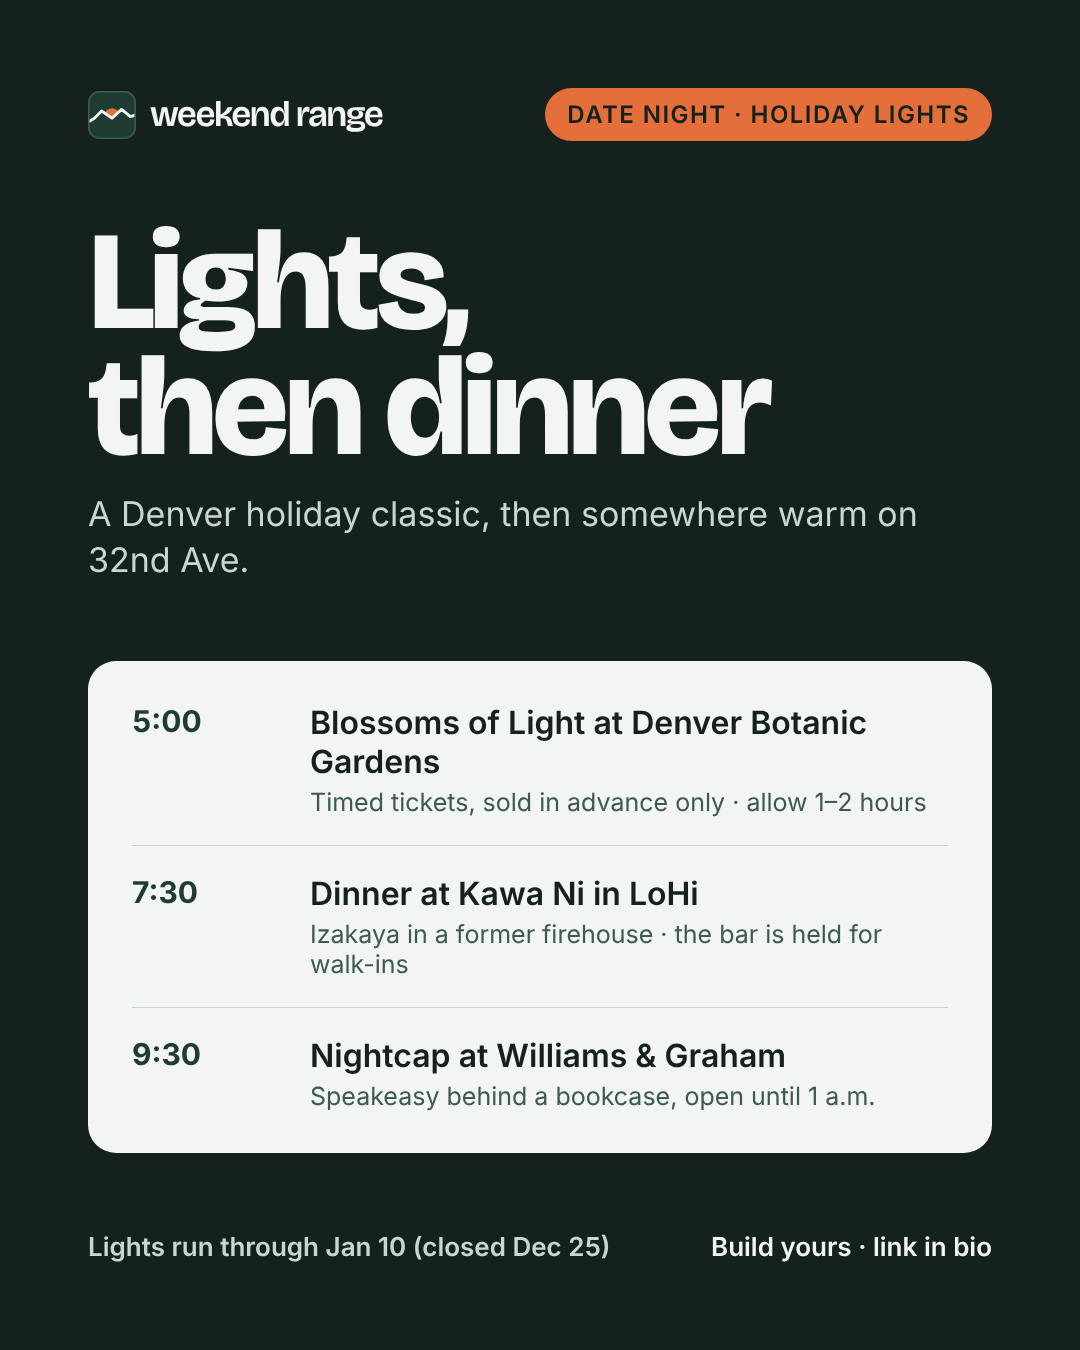 weekend range
DATE NIGHT · HOLIDAY LIGHTS
Lights,
then dinner
A Denver holiday classic, then somewhere warm on
32nd Ave.
5:00
Blossoms of Light at Denver Botanic
Gardens
Timed tickets, sold in advance only · allow 1–2 hours
7:30
Dinner at Kawa Ni in LoHi
Izakaya in a former firehouse · the bar is held for
walk-ins
9:30
Nightcap at Williams & Graham
Speakeasy behind a bookcase, open until 1 a.m.
Lights run through Jan 10 (closed Dec 25)
Build yours · link in bio